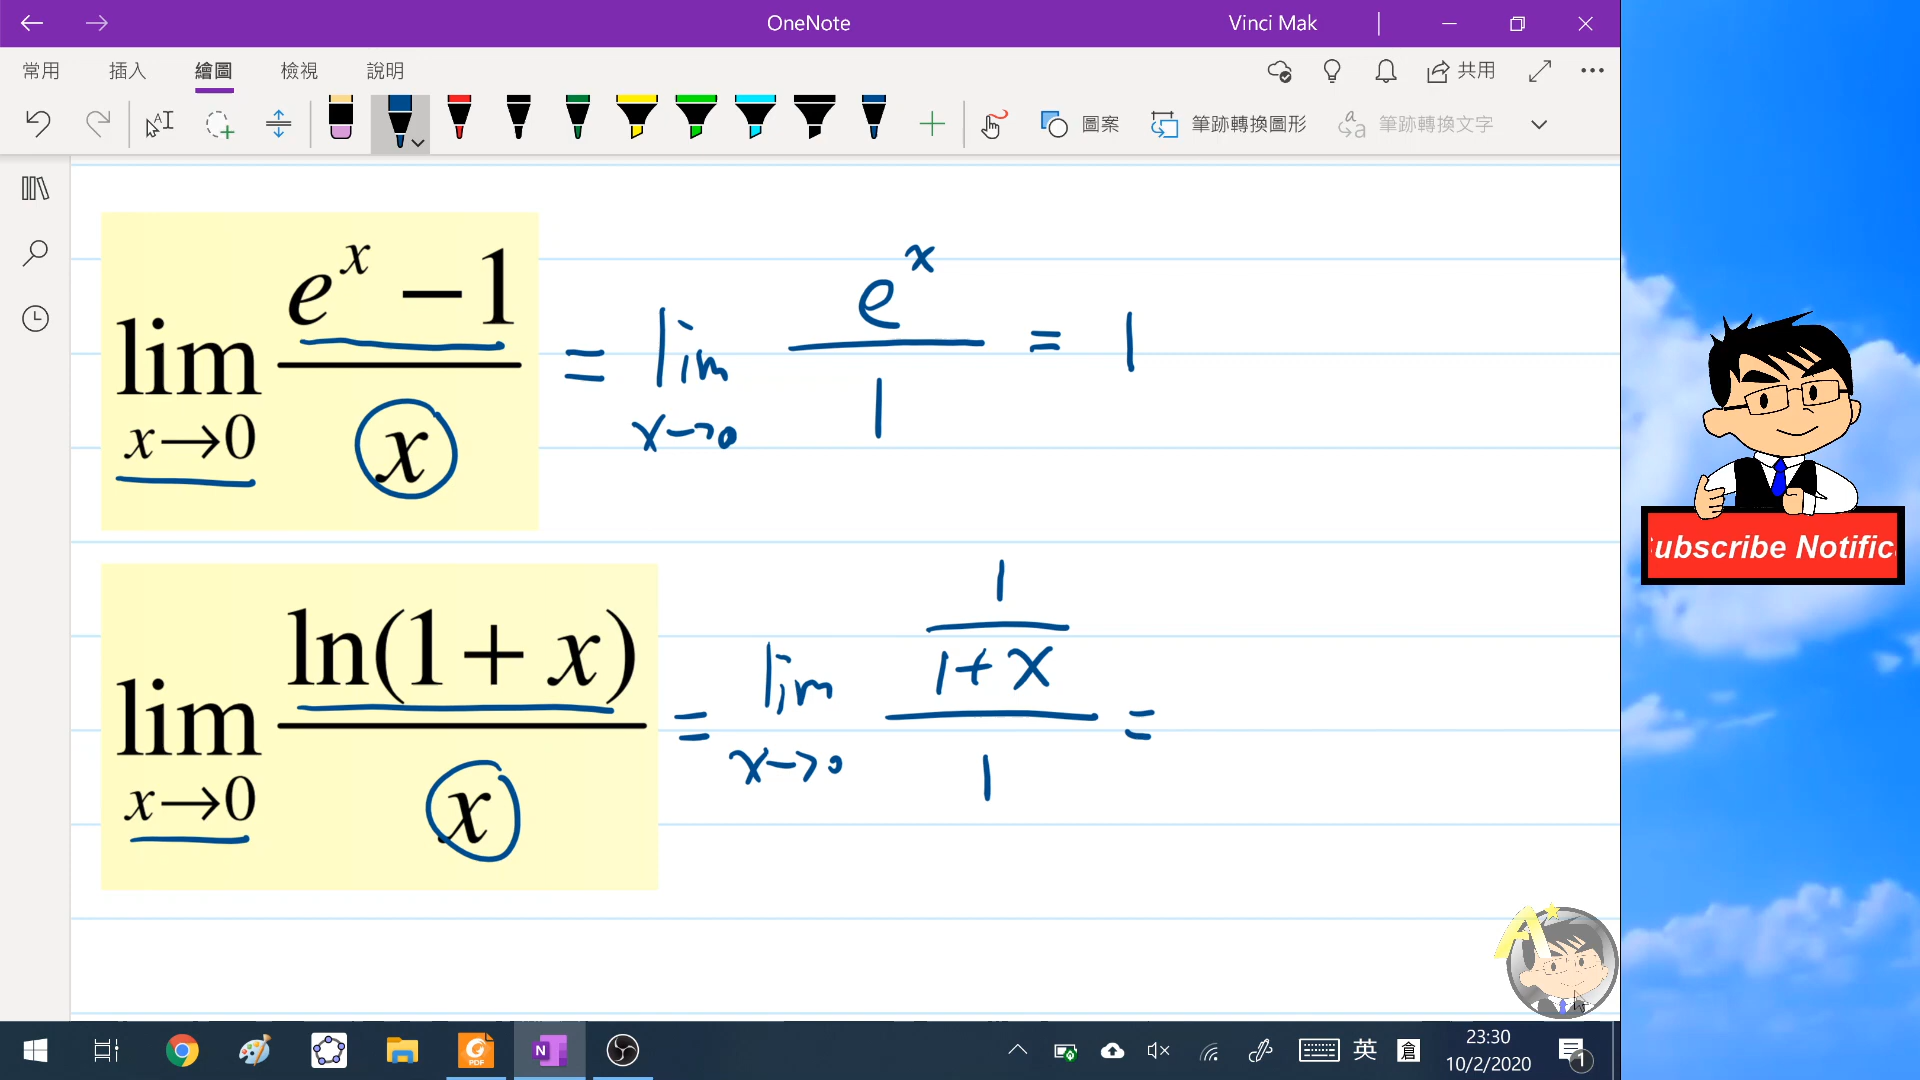 OneNote
Vinci Mak
常用 插入 繪圖 檢視 說明
共用
圖案 筆跡轉換圖形 筆跡轉換文字
lim x→0 (e^x − 1)/x = lim x→0 e^x/1 = 1
lim x→0 ln(1 + x)/x = lim x→0 (1/(1+x))/1 =
ubscribe Notific
A
英 倉
23:30
10/2/2020
1